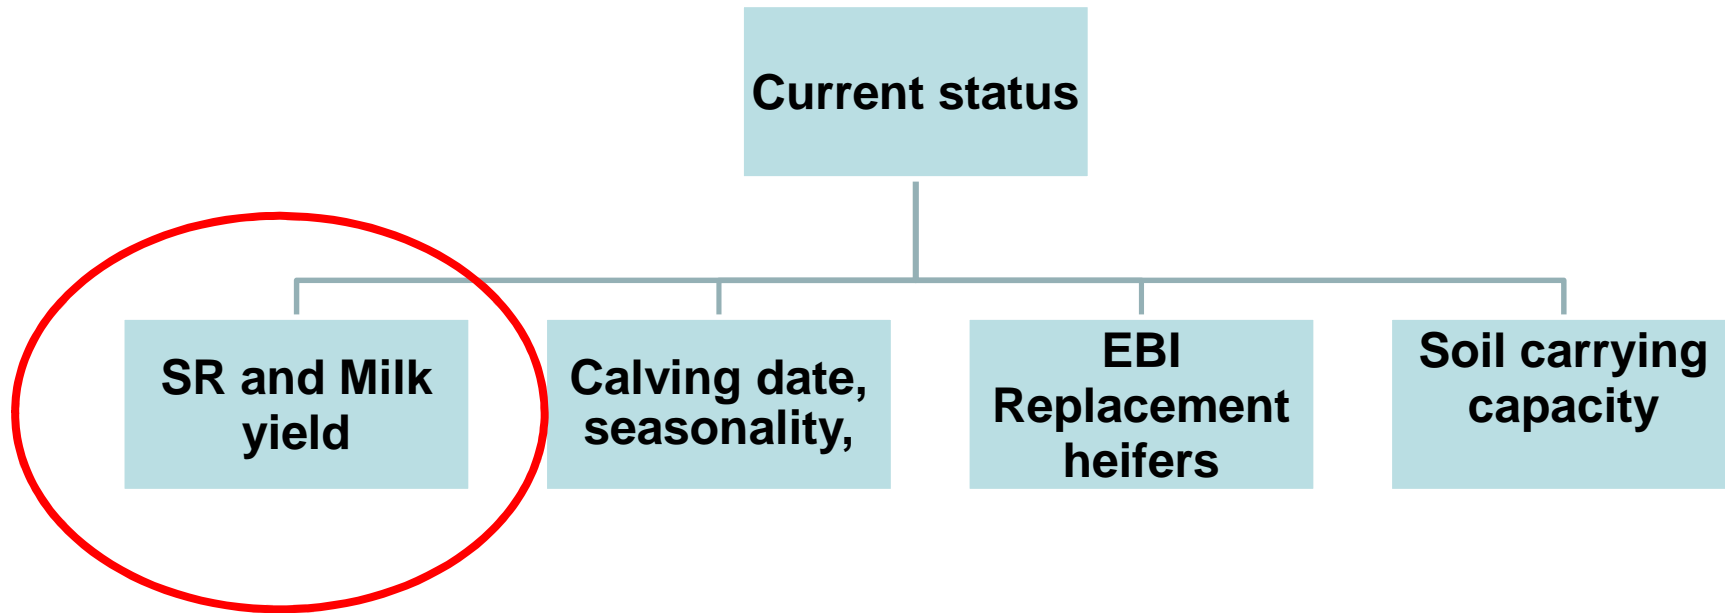 Current status
SR and Milk
yield
Calving date,
seasonality,
EBI
Replacement
heifers
Soil carrying
capacity